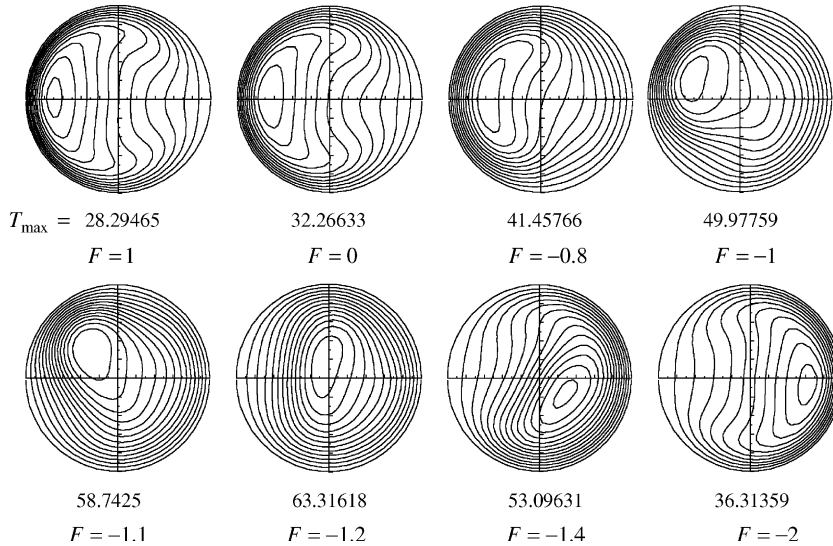 T_max = 28.29465 32.26633 41.45766 49.97759
F = 1 F = 0 F = −0.8 F = −1
58.7425 63.31618 53.09631 36.31359
F = −1.1 F = −1.2 F = −1.4 F = −2